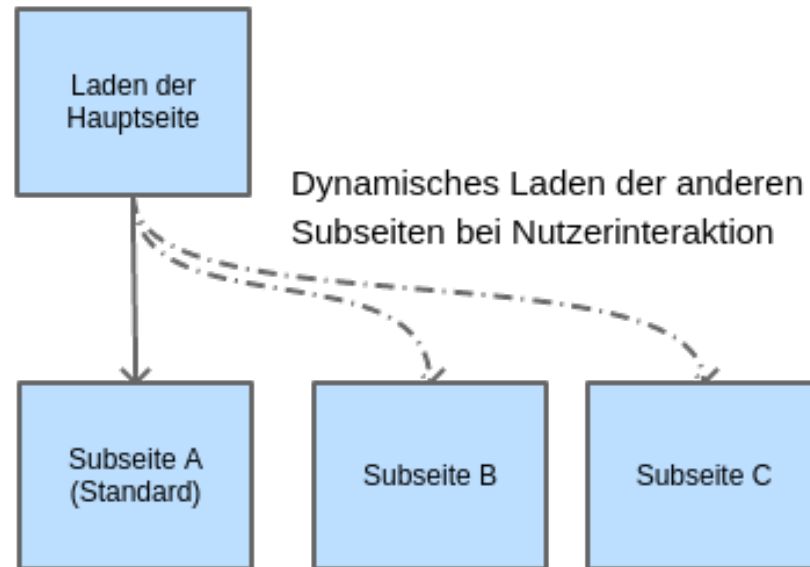 Laden der
Hauptseite
Dynamisches Laden der anderen
Subseiten bei Nutzerinteraktion
Subseite A
(Standard)
Subseite B
Subseite C